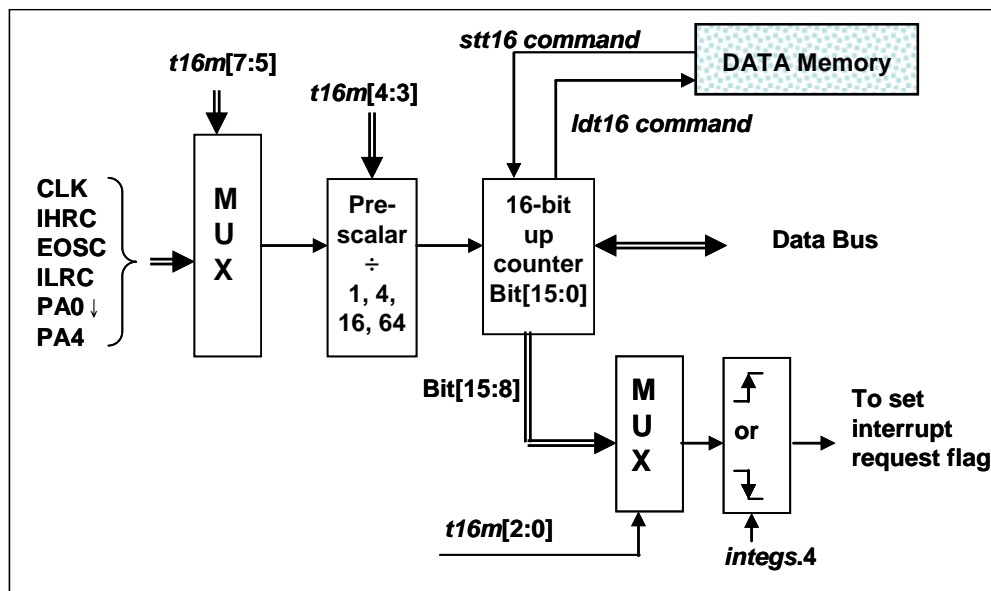 stt16 command
DATA Memory
t16m[7:5]
t16m[4:3]
ldt16 command
CLK
IHRC
EOSC
ILRC
PA0 ↓
PA4
M
U
X
Pre-
scalar
÷
1, 4,
16, 64
16-bit
up
counter
Bit[15:0]
Data Bus
Bit[15:8]
M
U
X
or
To set
interrupt
request flag
t16m[2:0]
integs.4